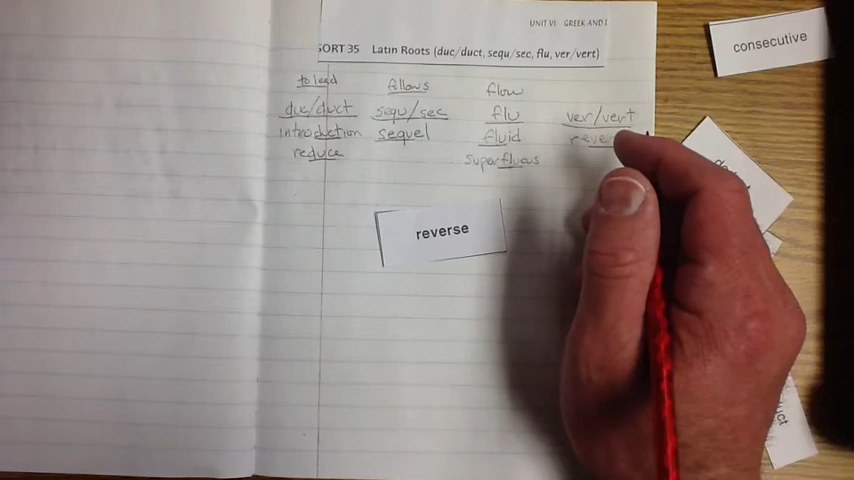 UNIT VI GREEK AND
SORT 35 Latin Roots (duc/duct, sequ/sec, flu, ver/vert)
consecutive
to lead follows flow
duc/duct sequ/sec flu ver/vert
introduction sequel fluid
reduce superfluous
reverse